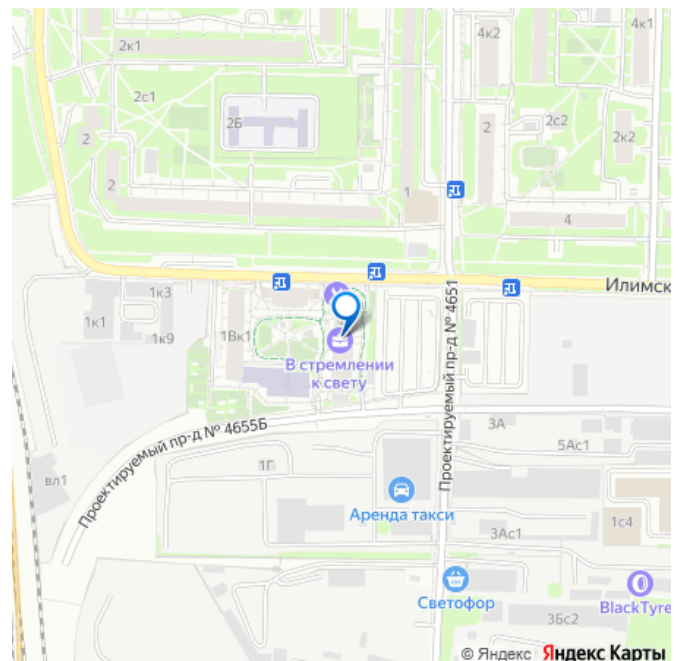 2к1
4к2
4к1
2с1
2Б
2
2
2с2
2к2
2
1
4
Илимск
1к3
1к1
1к9
1Вк1
В стремлении
к свету
Проектируемый пр-д № 4651
Проектируемый пр-д № 4655Б
3А
5Ас1
1Г
вл1
Аренда такси
3Ас1
1с4
Светофор
BlackTyre
3Бс2
© Яндекс Яндекс Карты